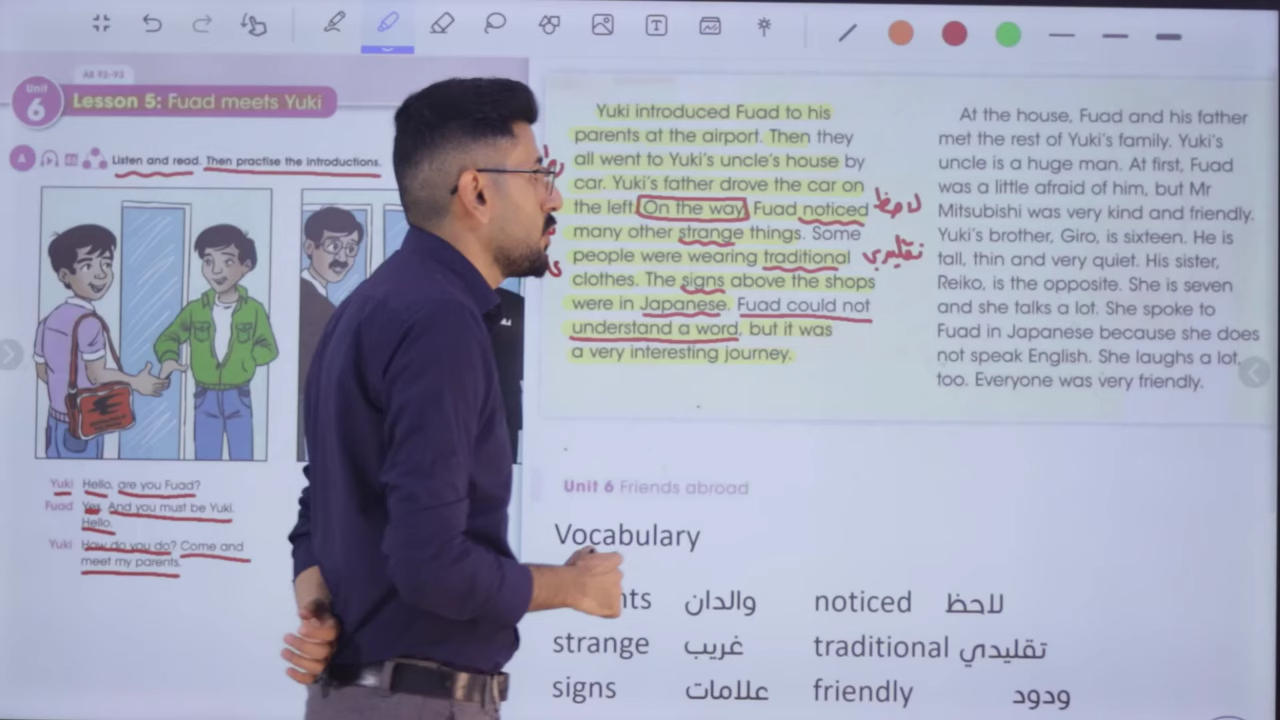 AB 92-93
Unit 6
Lesson 5: Fuad meets Yuki
A
Listen and read. Then practise the introductions.
Yuki Hello, are you Fuad?
Fuad Yes. And you must be Yuki.
Hello.
Yuki How do you do? Come and
meet my parents.
Yuki introduced Fuad to his
parents at the airport. Then they
all went to Yuki's uncle's house by
car. Yuki's father drove the car on
the left. On the way, Fuad noticed
لاحظ
many other strange things. Some
people were wearing traditional
تقليدي
clothes. The signs above the shops
were in Japanese. Fuad could not
understand a word, but it was
a very interesting journey.
At the house, Fuad and his father
met the rest of Yuki's family. Yuki's
uncle is a huge man. At first, Fuad
was a little afraid of him, but Mr
Mitsubishi was very kind and friendly.
Yuki's brother, Giro, is sixteen. He is
tall, thin and very quiet. His sister,
Reiko, is the opposite. She is seven
and she talks a lot. She spoke to
Fuad in Japanese because she does
not speak English. She laughs a lot,
too. Everyone was very friendly.
Unit 6 Friends abroad
Vocabulary
والدان noticed لاحظ
strange غريب traditional تقليدي
signs علامات friendly ودود